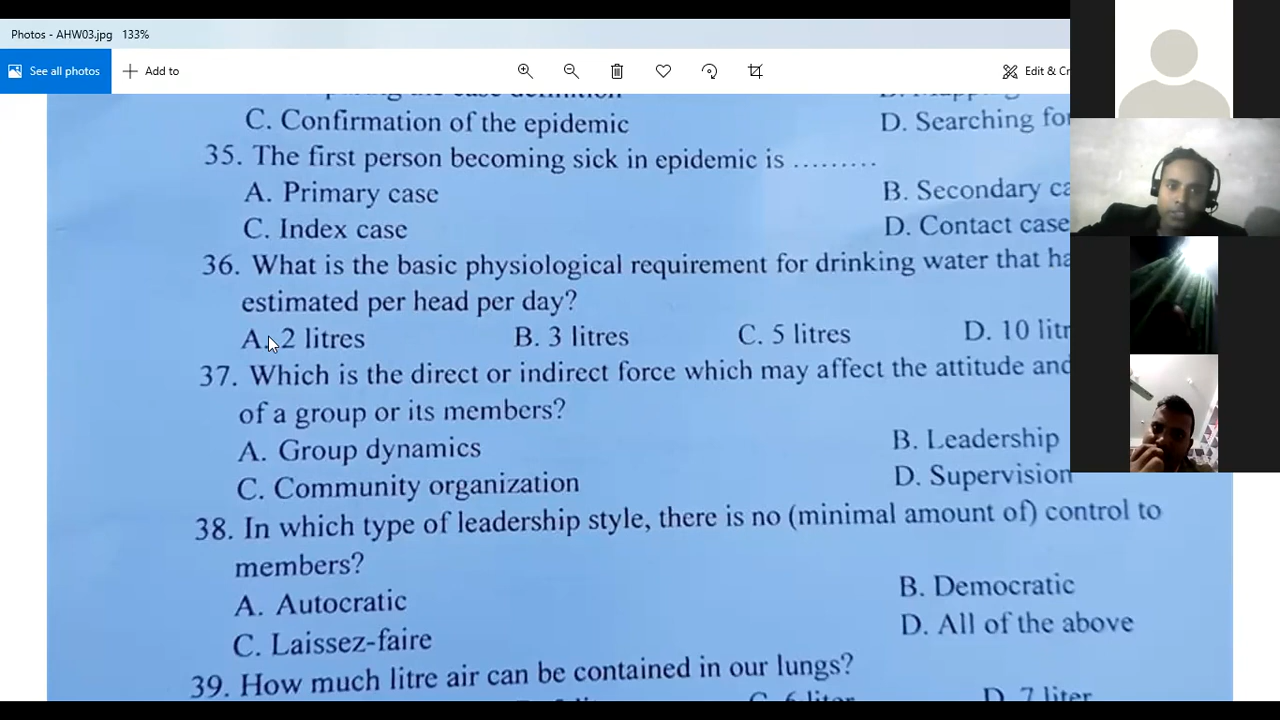 Photos - AHW03.jpg 133%
See all photos Add to Edit & Cr
C. Confirmation of the epidemic D. Searching for
35. The first person becoming sick in epidemic is .........
A. Primary case B. Secondary ca
C. Index case D. Contact case
36. What is the basic physiological requirement for drinking water that ha
estimated per head per day?
A. 2 litres B. 3 litres C. 5 litres D. 10 litr
37. Which is the direct or indirect force which may affect the attitude and
of a group or its members?
A. Group dynamics B. Leadership
C. Community organization D. Supervision
38. In which type of leadership style, there is no (minimal amount of) control to
members?
A. Autocratic B. Democratic
C. Laissez-faire D. All of the above
39. How much litre air can be contained in our lungs?
C. 6 liter D. 7 liter